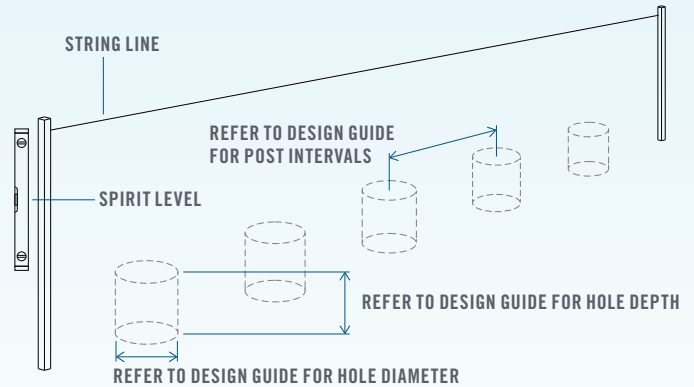 STRING LINE
REFER TO DESIGN GUIDE
FOR POST INTERVALS
SPIRIT LEVEL
REFER TO DESIGN GUIDE FOR HOLE DEPTH
REFER TO DESIGN GUIDE FOR HOLE DIAMETER